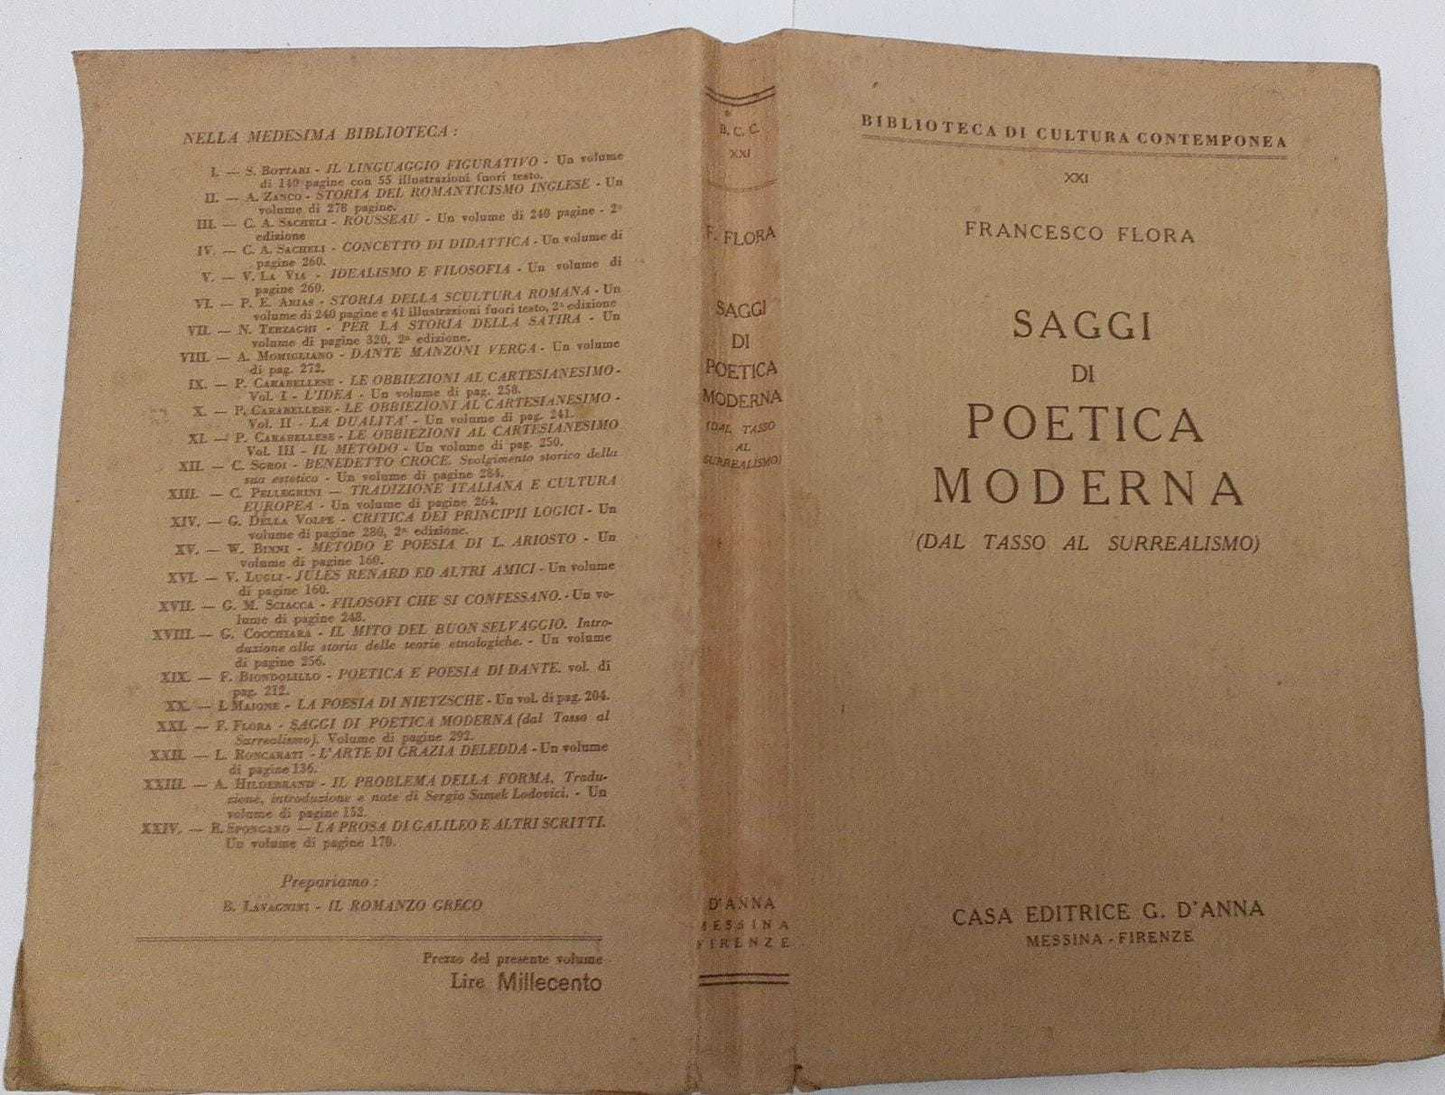 NELLA MEDESIMA BIBLIOTECA :
I. — S. BOTTARI - IL LINGUAGGIO FIGURATIVO - Un volume
di 140 pagine con 55 illustrazioni fuori testo.
II. — A. ZANCO - STORIA DEL ROMANTICISMO INGLESE - Un
volume di 278 pagine.
III. — C. A. SACHELI - ROUSSEAU - Un volume di 240 pagine - 2ª
edizione
IV. — C. A. SACHELI - CONCETTO DI DIDATTICA - Un volume di
pagine 260.
V. — V. LA VIA - IDEALISMO E FILOSOFIA - Un volume di
pagine 260.
VI. — P. E. ARIAS - STORIA DELLA SCULTURA ROMANA - Un
volume di 240 pagine e 41 illustrazioni fuori testo, 2ª edizione
VII. — N. TERZAGHI - PER LA STORIA DELLA SATIRA - Un
volume di pagine 320, 2ª edizione.
VIII. — A. MOMIGLIANO - DANTE MANZONI VERGA - Un volume
di pag. 272.
IX. — P. CARABELLESE - LE OBBIEZIONI AL CARTESIANESIMO -
Vol. I - L'IDEA - Un volume di pag. 258.
X. — P. CARABELLESE - LE OBBIEZIONI AL CARTESIANESIMO -
Vol. II - LA DUALITA' - Un volume di pag. 241.
XI. — P. CARABELLESE - LE OBBIEZIONI AL CARTESIANESIMO
Vol. III - IL METODO - Un volume di pag. 250.
XII. — C. SGROI - BENEDETTO CROCE. Svolgimento storico della
sua estetica - Un volume di pagine 284.
XIII. — C. PELLEGRINI — TRADIZIONE ITALIANA E CULTURA
EUROPEA - Un volume di pagine 264.
XIV. — G. DELLA VOLPE - CRITICA DEI PRINCIPII LOGICI - Un
volume di pagine 280, 2ª edizione.
XV. — W. BINNI - METODO E POESIA DI L. ARIOSTO - Un
volume di pagine 160.
XVI. — V. LUGLI - JULES RENARD ED ALTRI AMICI - Un volume
di pagine 160.
XVII. — G. M. SCIACCA - FILOSOFI CHE SI CONFESSANO. - Un vo-
lume di pagine 248.
XVIII. — G. COCCHIARA - IL MITO DEL BUON SELVAGGIO. Intro-
duzione alla storia delle teorie etnologiche. - Un volume
di pagine 256.
XIX. — F. BIONDOLILLO - POETICA E POESIA DI DANTE. vol. di
pag. 212.
XX. — I. MAIONE - LA POESIA DI NIETZSCHE - Un vol. di pag. 204.
XXI. — F. FLORA - SAGGI DI POETICA MODERNA (dal Tasso al
Surrealismo). Volume di pagine 292.
XXII. — L. RONCARATI - L'ARTE DI GRAZIA DELEDDA - Un volume
di pagine 136.
XXIII. — A. HILDEBRAND - IL PROBLEMA DELLA FORMA. Tradu-
zione, introduzione e note di Sergio Samek Lodovici. - Un
volume di pagine 152.
XXIV. — R. SPONGANO — LA PROSA DI GALILEO E ALTRI SCRITTI.
Un volume di pagine 170.
Prepariamo :
B. LAVAGNINI - IL ROMANZO GRECO
Prezzo del presente volume
Lire Millecento
B. C. C.
XXI
F. FLORA
SAGGI
DI
POETICA
MODERNA
(DAL TASSO
AL
SURREALISMO)
D'ANNA
MESSINA
FIRENZE
BIBLIOTECA DI CULTURA CONTEMPONEA
XXI
FRANCESCO FLORA
SAGGI
DI
POETICA
MODERNA
(DAL TASSO AL SURREALISMO)
CASA EDITRICE G. D'ANNA
MESSINA - FIRENZE